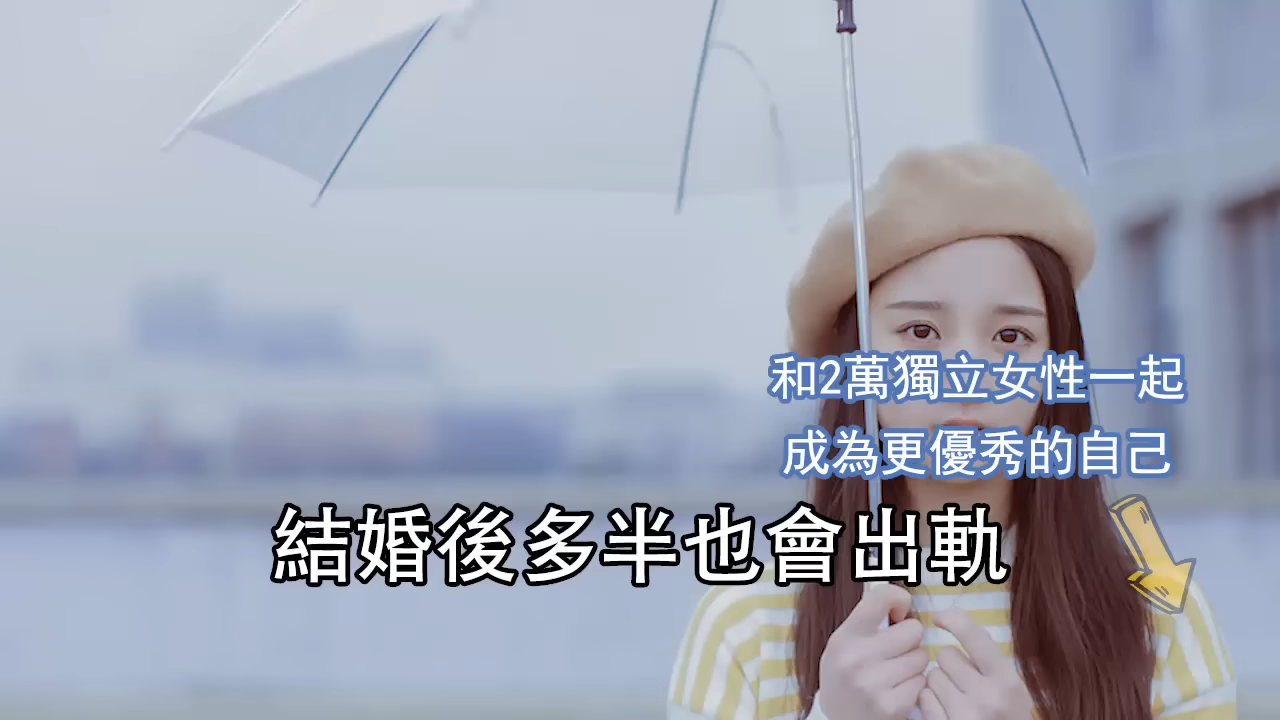 和2萬獨立女性一起
成為更優秀的自己
結婚後多半也會出軌